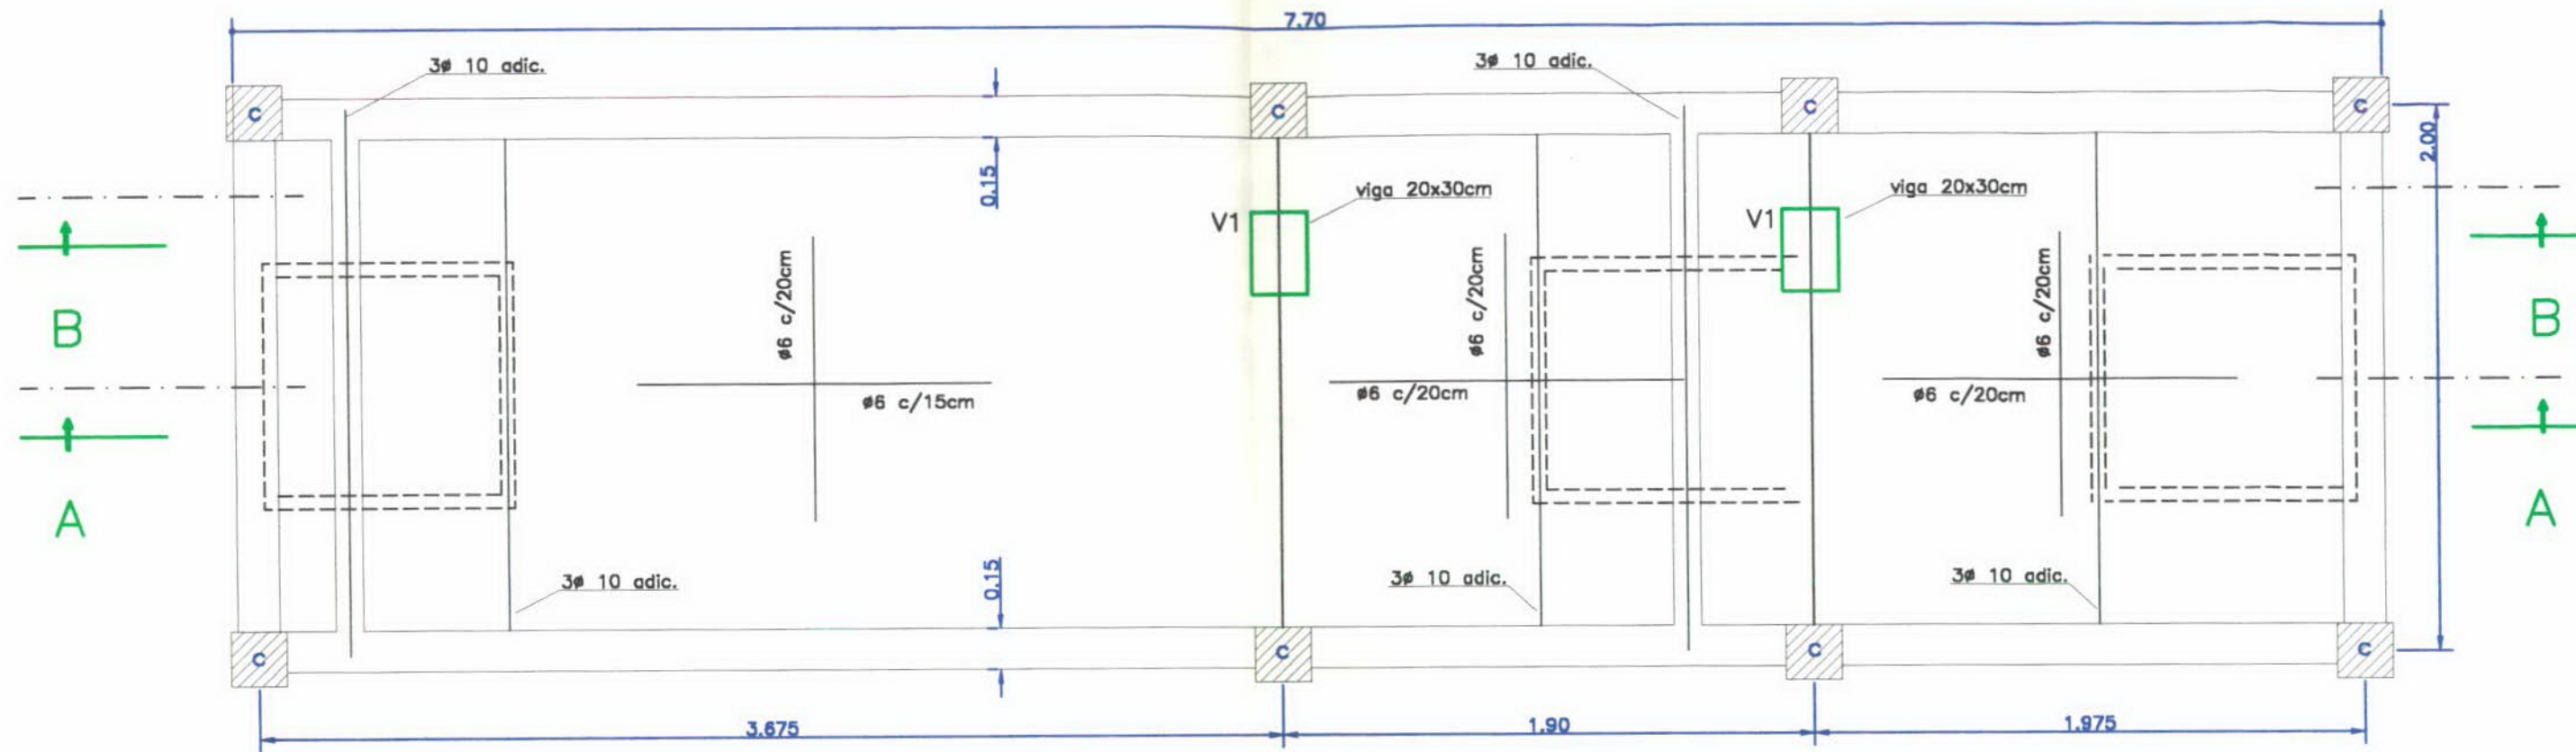 7.70
3ø 10 adic.
3ø 10 adic.
C
C
C
C
2.00
0.15
viga 20x30cm
viga 20x30cm
V1
V1
ø6 c/20cm
ø6 c/20cm
ø6 c/20cm
B
B
ø6 c/15cm
ø6 c/20cm
ø6 c/20cm
A
A
3ø 10 adic.
0.15
3ø 10 adic.
3ø 10 adic.
C
C
C
C
3.675
1.90
1.975